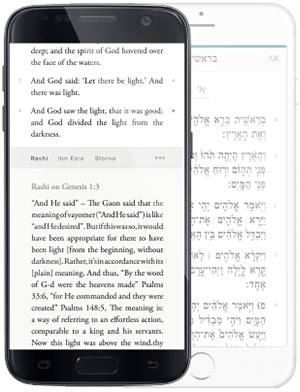 deep; and the spirit of God hovered over
the face of the waters.
3 And God said: 'Let there be light.' And
there was light.
4 And God saw the light, that it was good;
and God divided the light from the
darkness.
Rashi Ibn Ezra Sforno •••
Rashi on Genesis 1:3
“And He said” – The Gaon said that the
meaning of vayomer (“And He said”) is like
“and He desired”. But if this was so, it would
have been appropriate for there to have
been light [from the beginning, without
darkness]. Rather, it's in accordance with its
[plain] meaning. And thus, “By the word
of G-d were the heavens made” Psalms
33:6, “for He commanded and they were
created” Psalms 148:5, The meaning is:
a way of referring to an effortless action,
comparable to a king and his servants.
Now this light was above the wind.thy
בראשי
א׳
בְּרֵאשִׁית בָּרָא אֱלֹהִים
וְאֵת הָאָרֶץ׃
וְהָאָרֶץ הָיְתָה תֹהוּ
פְּנֵי תְהוֹם וְרוּחַ אֱלֹהִים
פְּנֵי הַמָּיִם׃
וַיֹּאמֶר אֱלֹהִים יְהִי
וַיַּרְא אֱלֹהִים אֶת־הָ
וַיַּבְדֵּל אֱלֹהִים בֵּין הָא
וַיִּקְרָא אֱלֹהִים
קָרָא לָיְלָה וַיְהִי־עֶרֶב
אֶחָד׃
וַיֹּאמֶר אֱלֹהִים יְהִי
הַמָּיִם וִיהִי מַבְדִּיל
וַיַּעַשׂ אֱלֹהִים